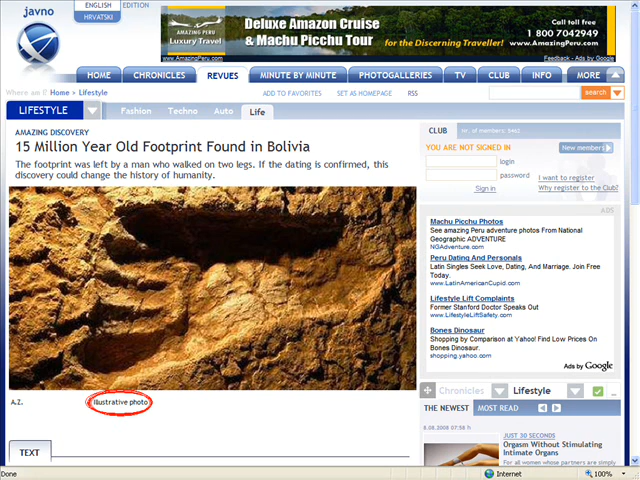 javno
ENGLISH EDITION
HRVATSKI
AMAZING PERU
Luxury Travel
www.AmazingPeru.com
Deluxe Amazon Cruise
& Machu Picchu Tour
for the Discerning Traveller!
Call toll free
1 800 7042949
www.AmazingPeru.com
Feedback - Ads by Google
HOME CHRONICLES REVUES MINUTE BY MINUTE PHOTOGALLERIES TV CLUB INFO MORE
Where am I? Home > Lifestyle
ADD TO FAVORITES SET AS HOMEPAGE RSS
search
LIFESTYLE Fashion Techno Auto Life
AMAZING DISCOVERY
15 Million Year Old Footprint Found in Bolivia
The footprint was left by a man who walked on two legs. If the dating is confirmed, this
discovery could change the history of humanity.
A.Z. Illustrative photo
TEXT
CLUB nr. of members: 5462
YOU ARE NOT SIGNED IN New members
login
password
Sign in
I want to register
Why register to the Club?
ADS
Machu Picchu Photos
See amazing Peru adventure photos From National
Geographic ADVENTURE
NGAdventure.com
Peru Dating And Personals
Latin Singles Seek Love, Dating, And Marriage. Join Free
Today.
www.LatinAmericanCupid.com
Lifestyle Lift Complaints
Former Stanford Doctor Speaks Out
www.LifestyleLiftSafety.com
Bones Dinosaur
Shopping by Comparison at Yahoo! Find Low Prices On
Bones Dinosaur.
shopping.yahoo.com
Ads by Google
Chronicles Lifestyle
THE NEWEST MOST READ
6.08.2008 07:58 h
JUST 30 SECONDS
Orgasm Without Stimulating
Intimate Organs
For all women whose partners are simply
Done Internet 100%